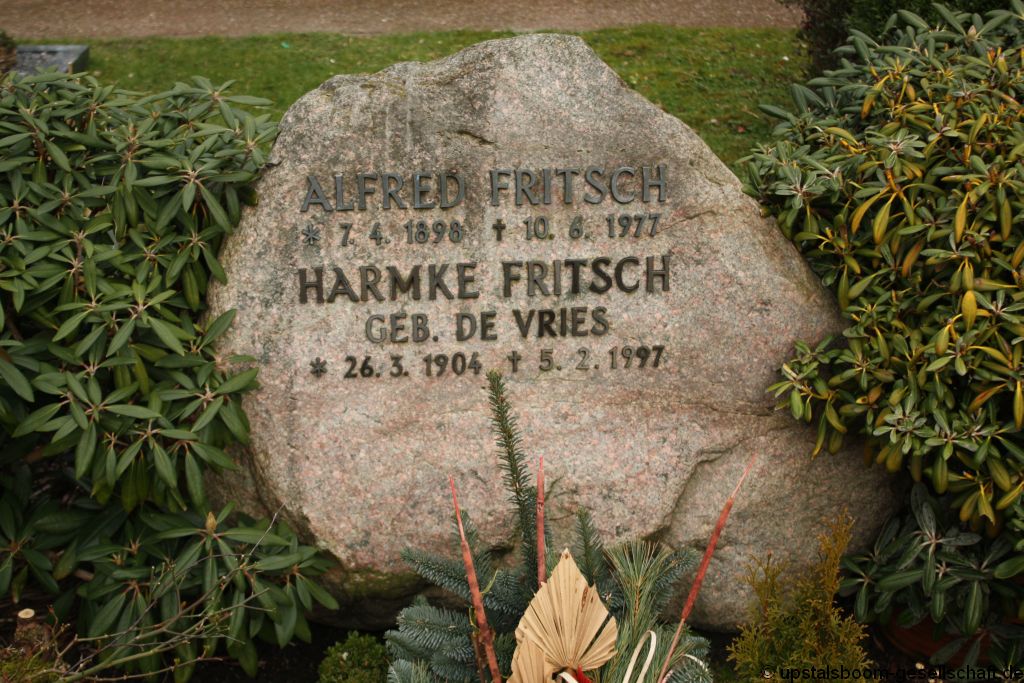 ALFRED FRITSCH
* 7. 4. 1898 † 10. 6. 1977
HARMKE FRITSCH
GEB. DE VRIES
* 26. 3. 1904 † 5. 2. 1997
© upstalsboom-gesellschaft.de